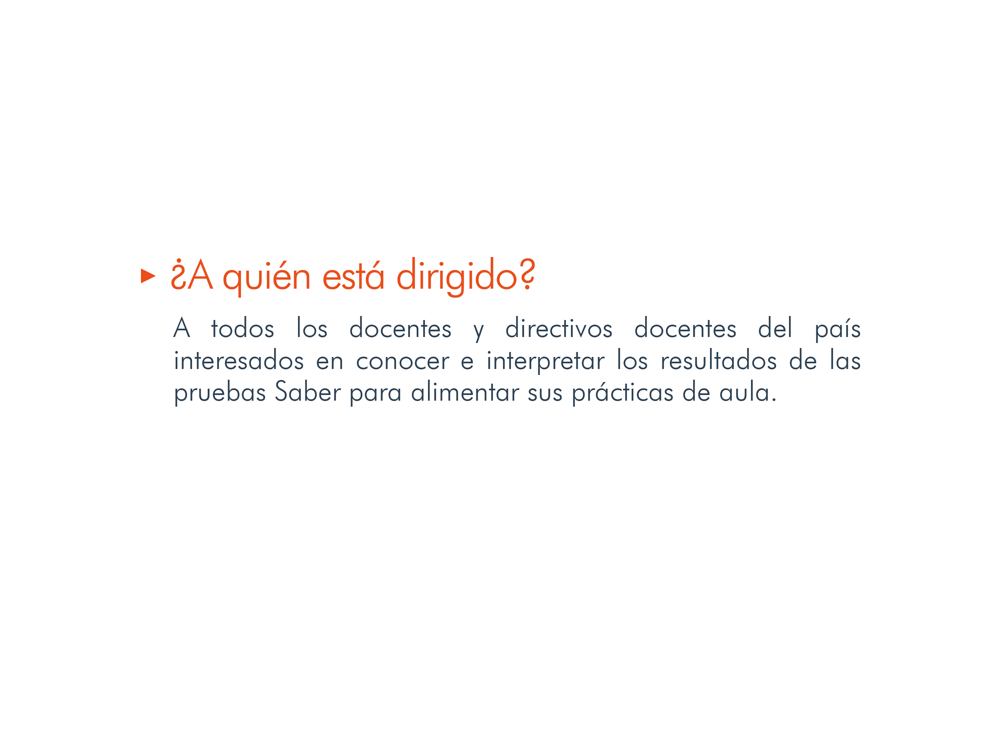 ¿A quién está dirigido?
A todos los docentes y directivos docentes del país
interesados en conocer e interpretar los resultados de las
pruebas Saber para alimentar sus prácticas de aula.